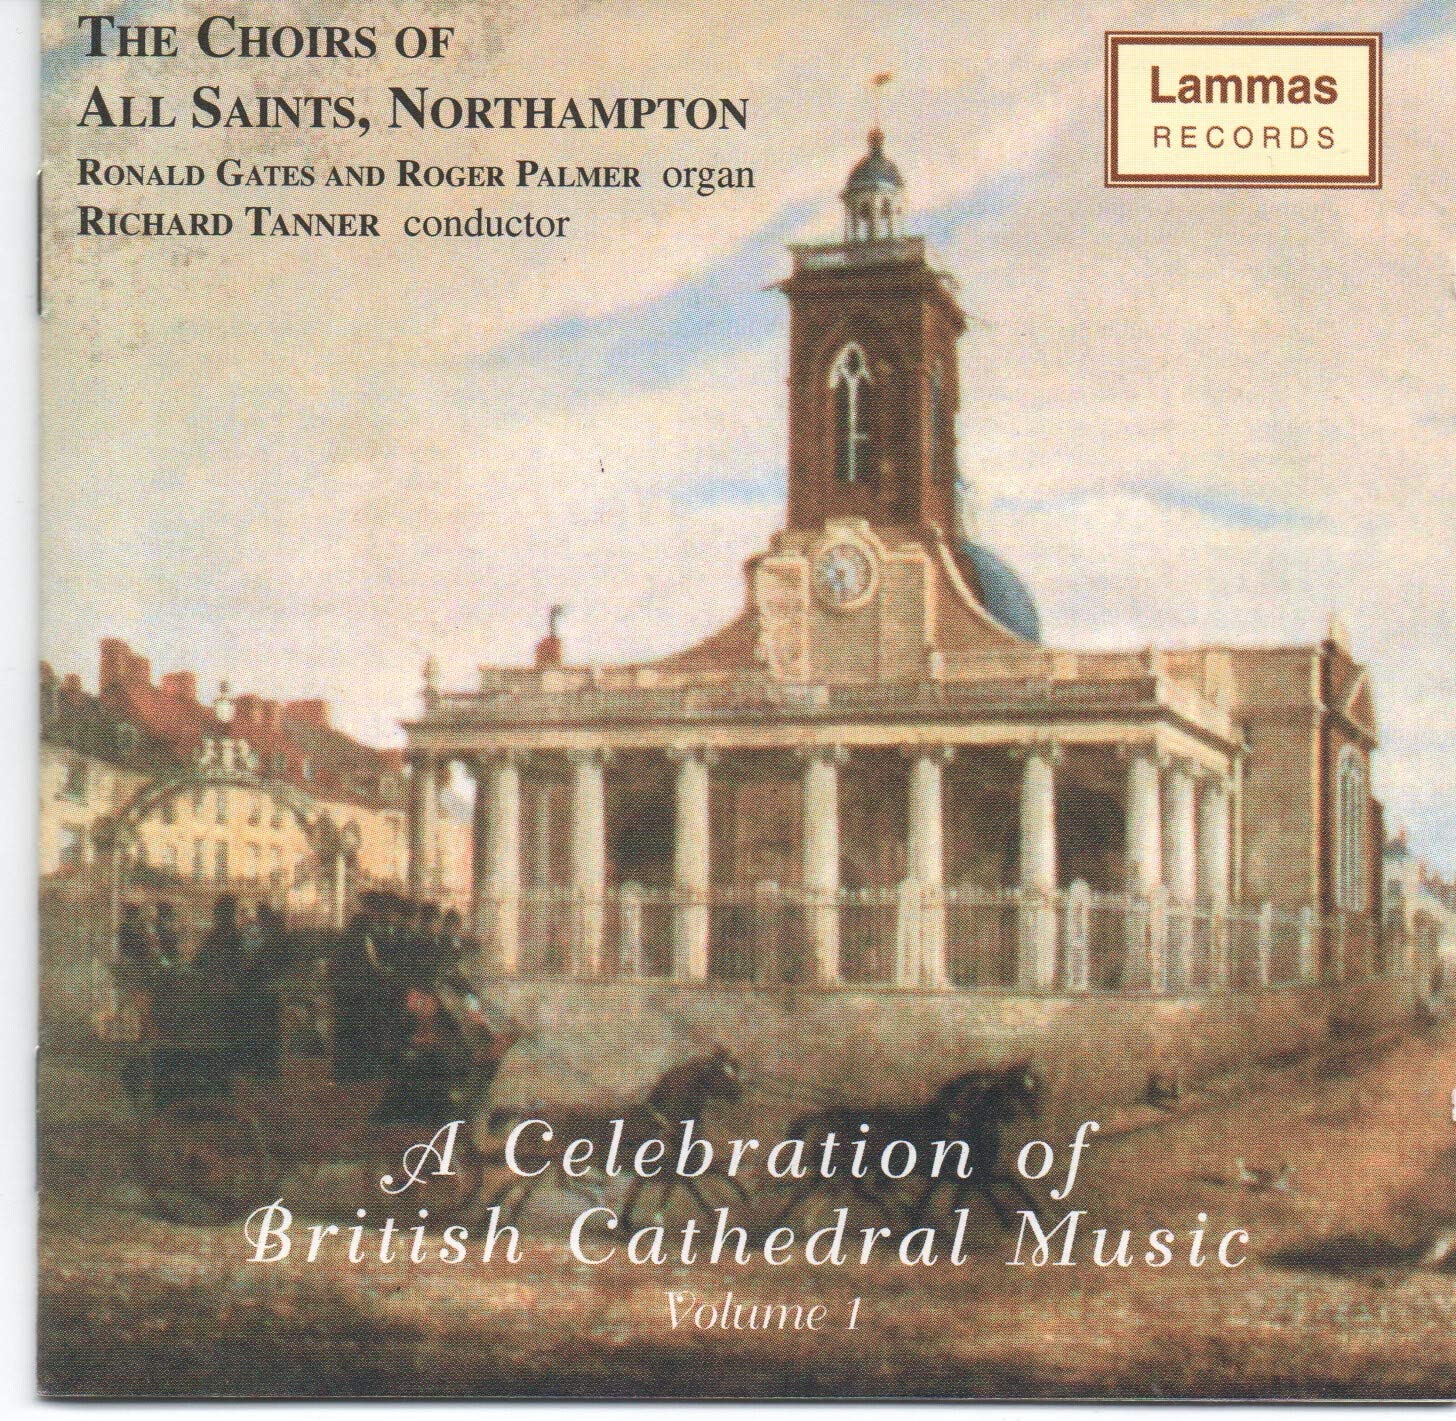 THE CHOIRS OF
ALL SAINTS, NORTHAMPTON
RONALD GATES AND ROGER PALMER organ
RICHARD TANNER conductor
Lammas
RECORDS
A Celebration of
British Cathedral Music
Volume 1